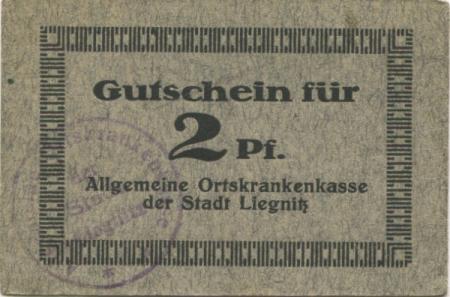 Gutschein für
2 Pf.
Allgemeine Ortskrankenkasse
der Stadt Liegnitz